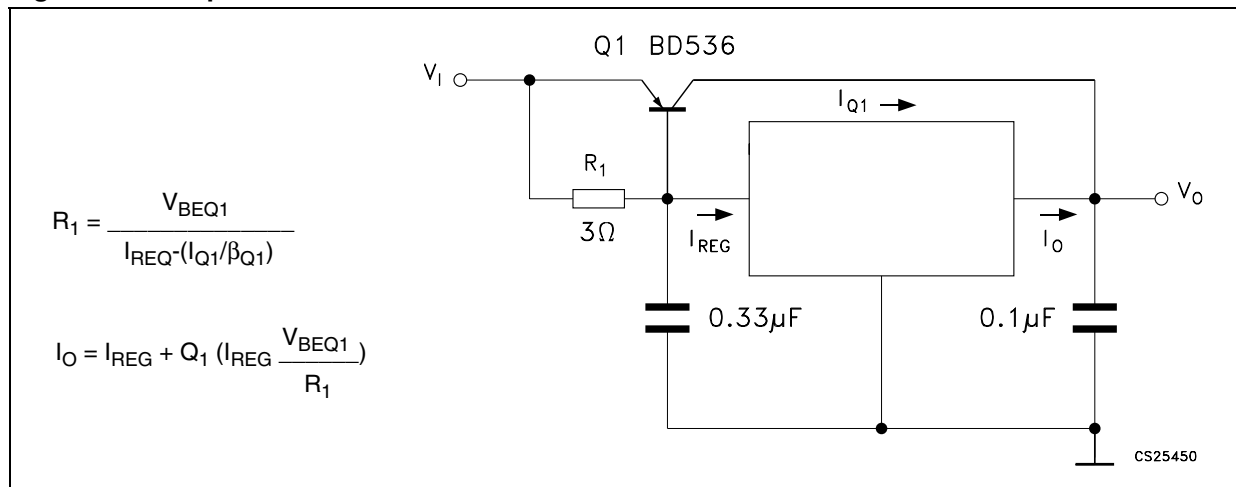 Q1 BD536
V_I
I_Q1
R_1
3Ω
I_REG
I_O
V_O
0.33µF
0.1µF
R_1 = V_BEQ1 / I_REQ-(I_Q1/β_Q1)
I_O = I_REG + Q_1 (I_REG V_BEQ1 / R_1)
CS25450